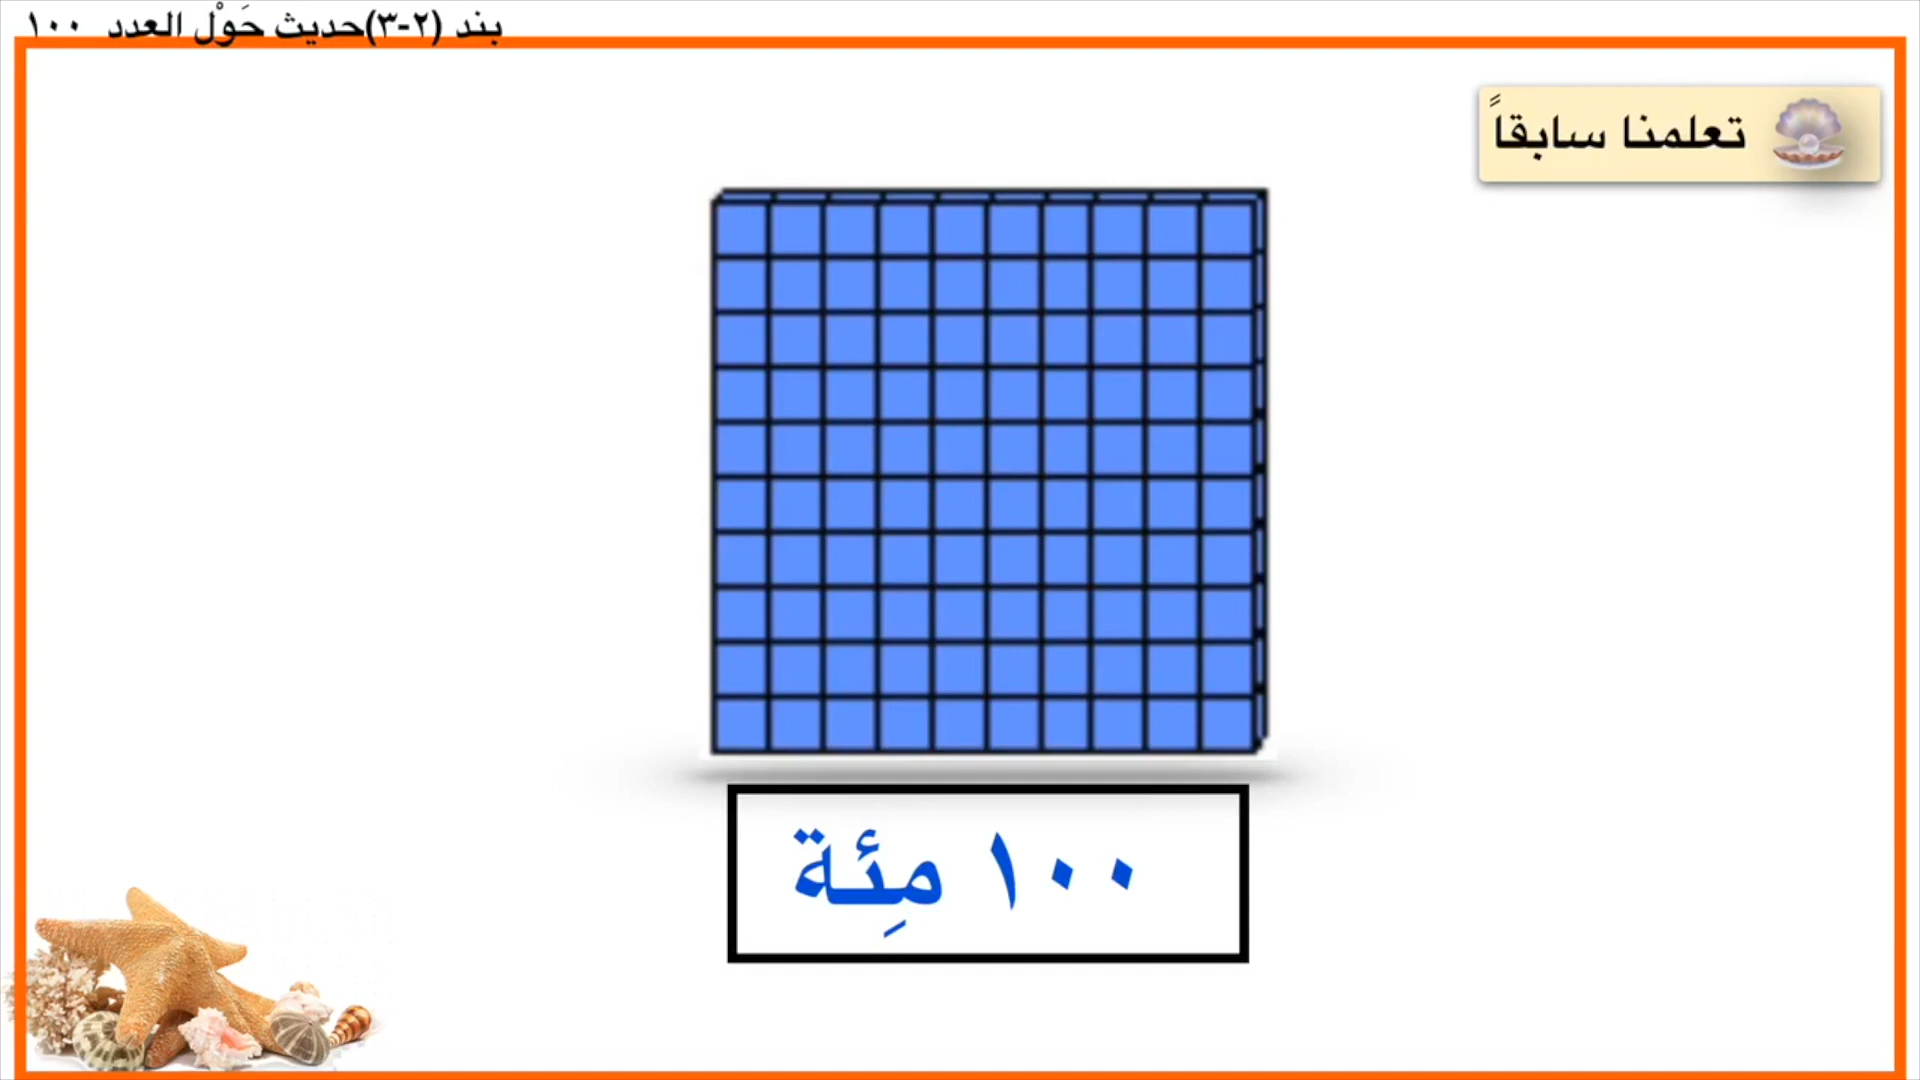 بند (٢-٣)حديث حَوْل العدد ١٠٠
تعلمنا سابقاً
١٠٠ مِئة